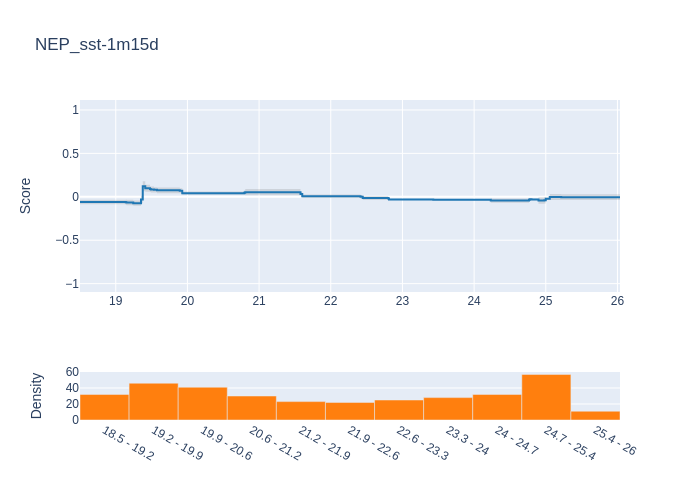 NEP_sst-1m15d
Score
1
0.5
0
−0.5
−1
19 20 21 22 23 24 25 26
Density
60
40
20
0
18.5 - 19.2
19.2 - 19.9
19.9 - 20.6
20.6 - 21.2
21.2 - 21.9
21.9 - 22.6
22.6 - 23.3
23.3 - 24
24 - 24.7
24.7 - 25.4
25.4 - 26